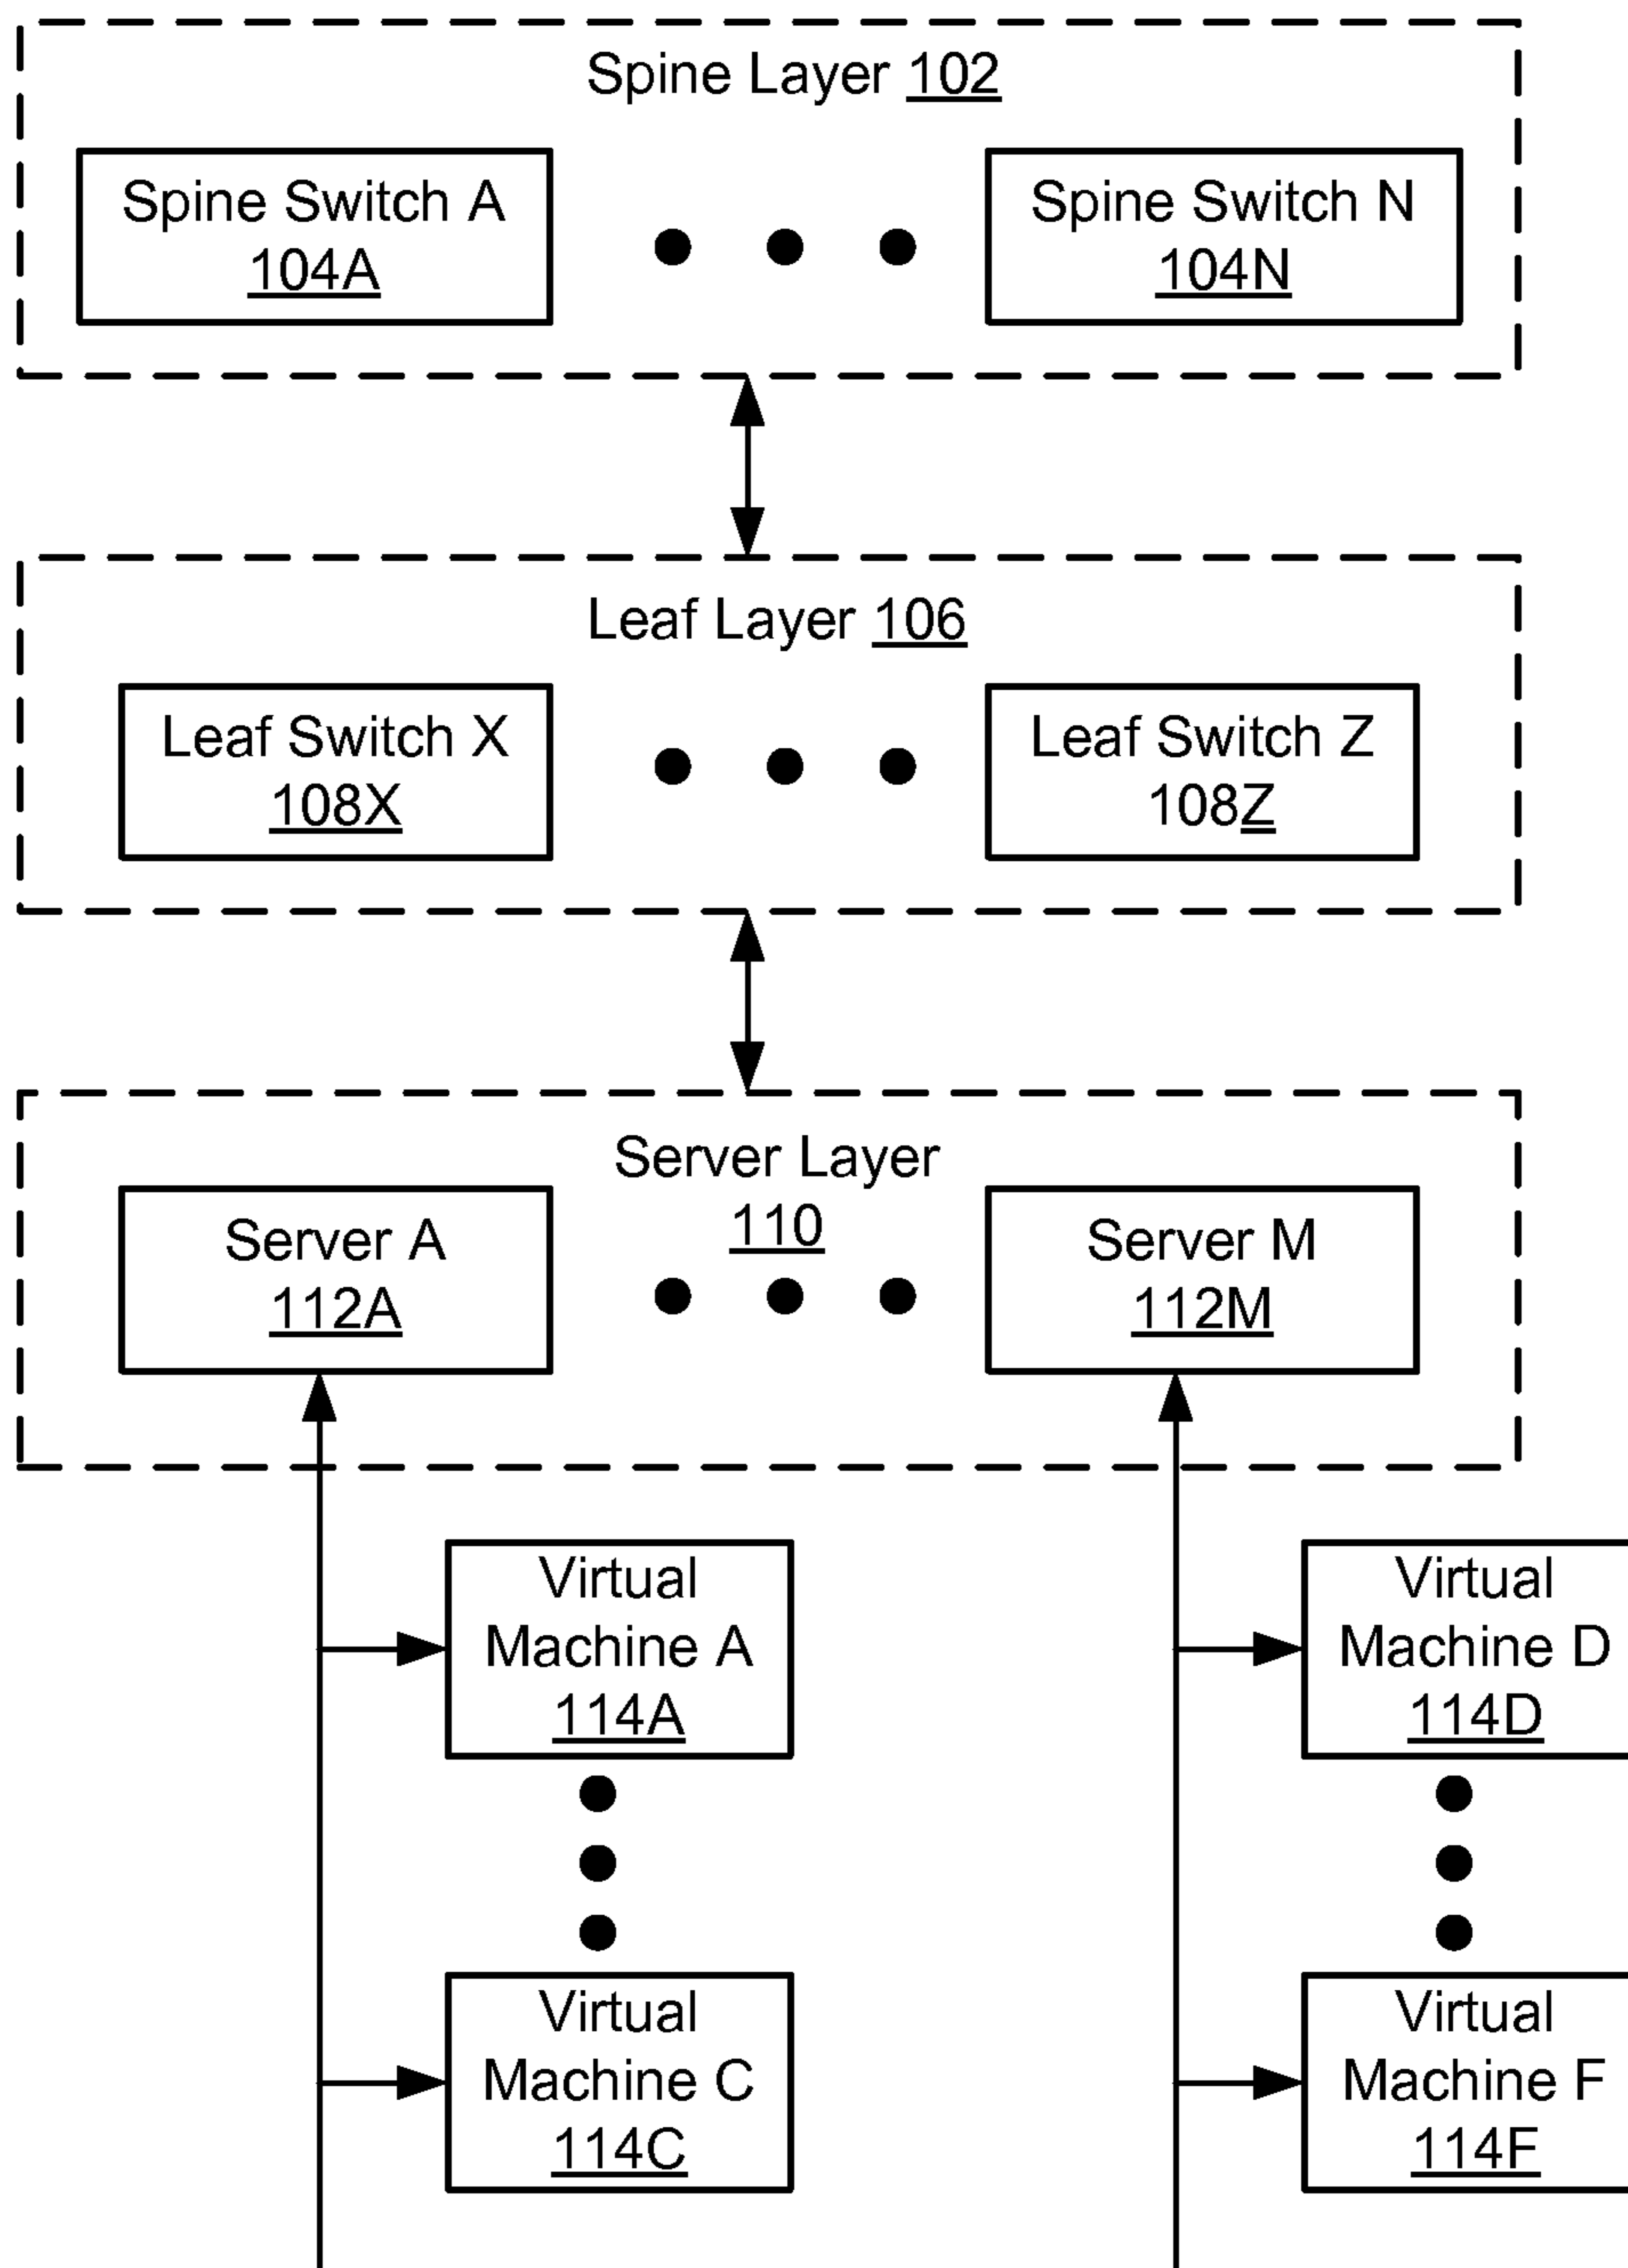 Spine Layer 102
Spine Switch A
104A
Spine Switch N
104N
Leaf Layer 106
Leaf Switch X
108X
Leaf Switch Z
108Z
Server Layer
110
Server A
112A
Server M
112M
Virtual
Machine A
114A
Virtual
Machine D
114D
Virtual
Machine C
114C
Virtual
Machine F
114F